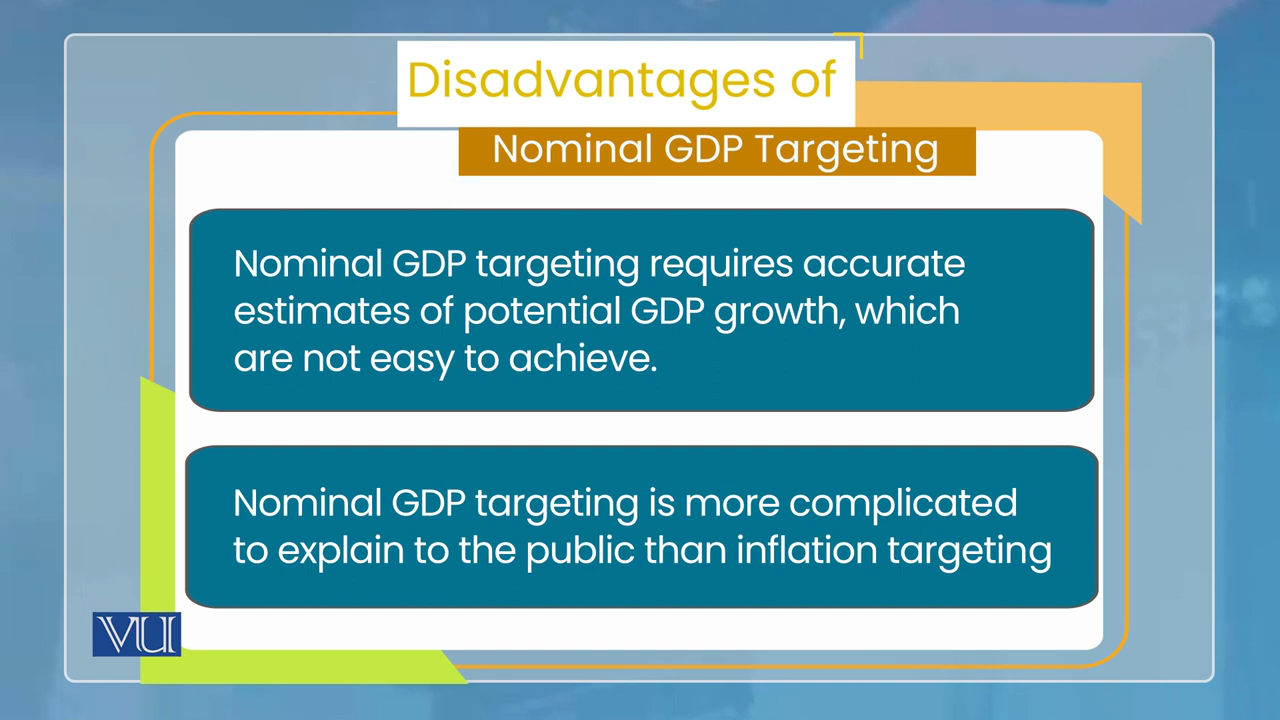 Disadvantages of
Nominal GDP Targeting
Nominal GDP targeting requires accurate
estimates of potential GDP growth, which
are not easy to achieve.
Nominal GDP targeting is more complicated
to explain to the public than inflation targeting
VU